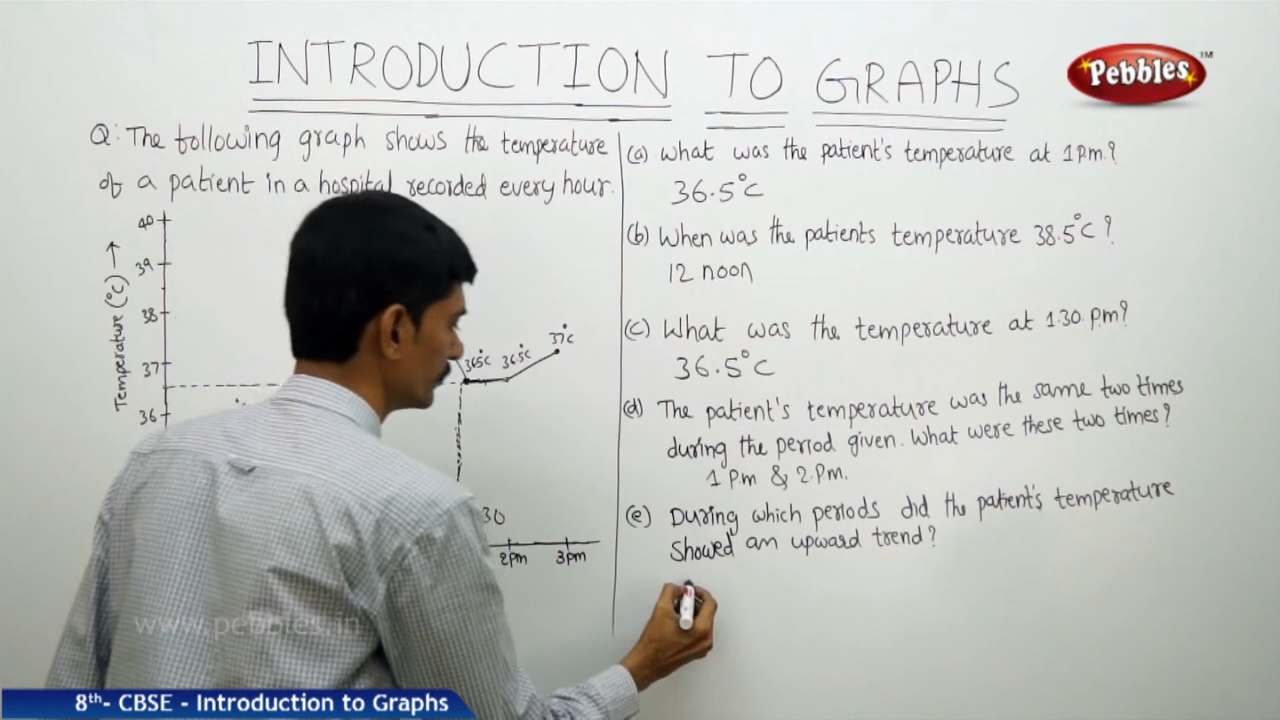 INTRODUCTION TO GRAPHS
Pebbles™
Q: The following graph shows the temperature
of a patient in a hospital recorded every hour.
40
39
38
37
36
Temperature (°c) →
36.5°c
36.5°c
37°c
30
2pm
3pm
(a) What was the patient's temperature at 1 P.m.?
36.5°c
(b) When was the patients temperature 38.5°c?
12 noon
(c) What was the temperature at 1.30. P.m?
36.5°c
(d) The patient's temperature was the same two times
during the period given. What were these two times?
1 P.m & 2.P.m.
(e) During which periods did the patient's temperature
Showed an upward trend?
www.pebbles.in
8th- CBSE - Introduction to Graphs